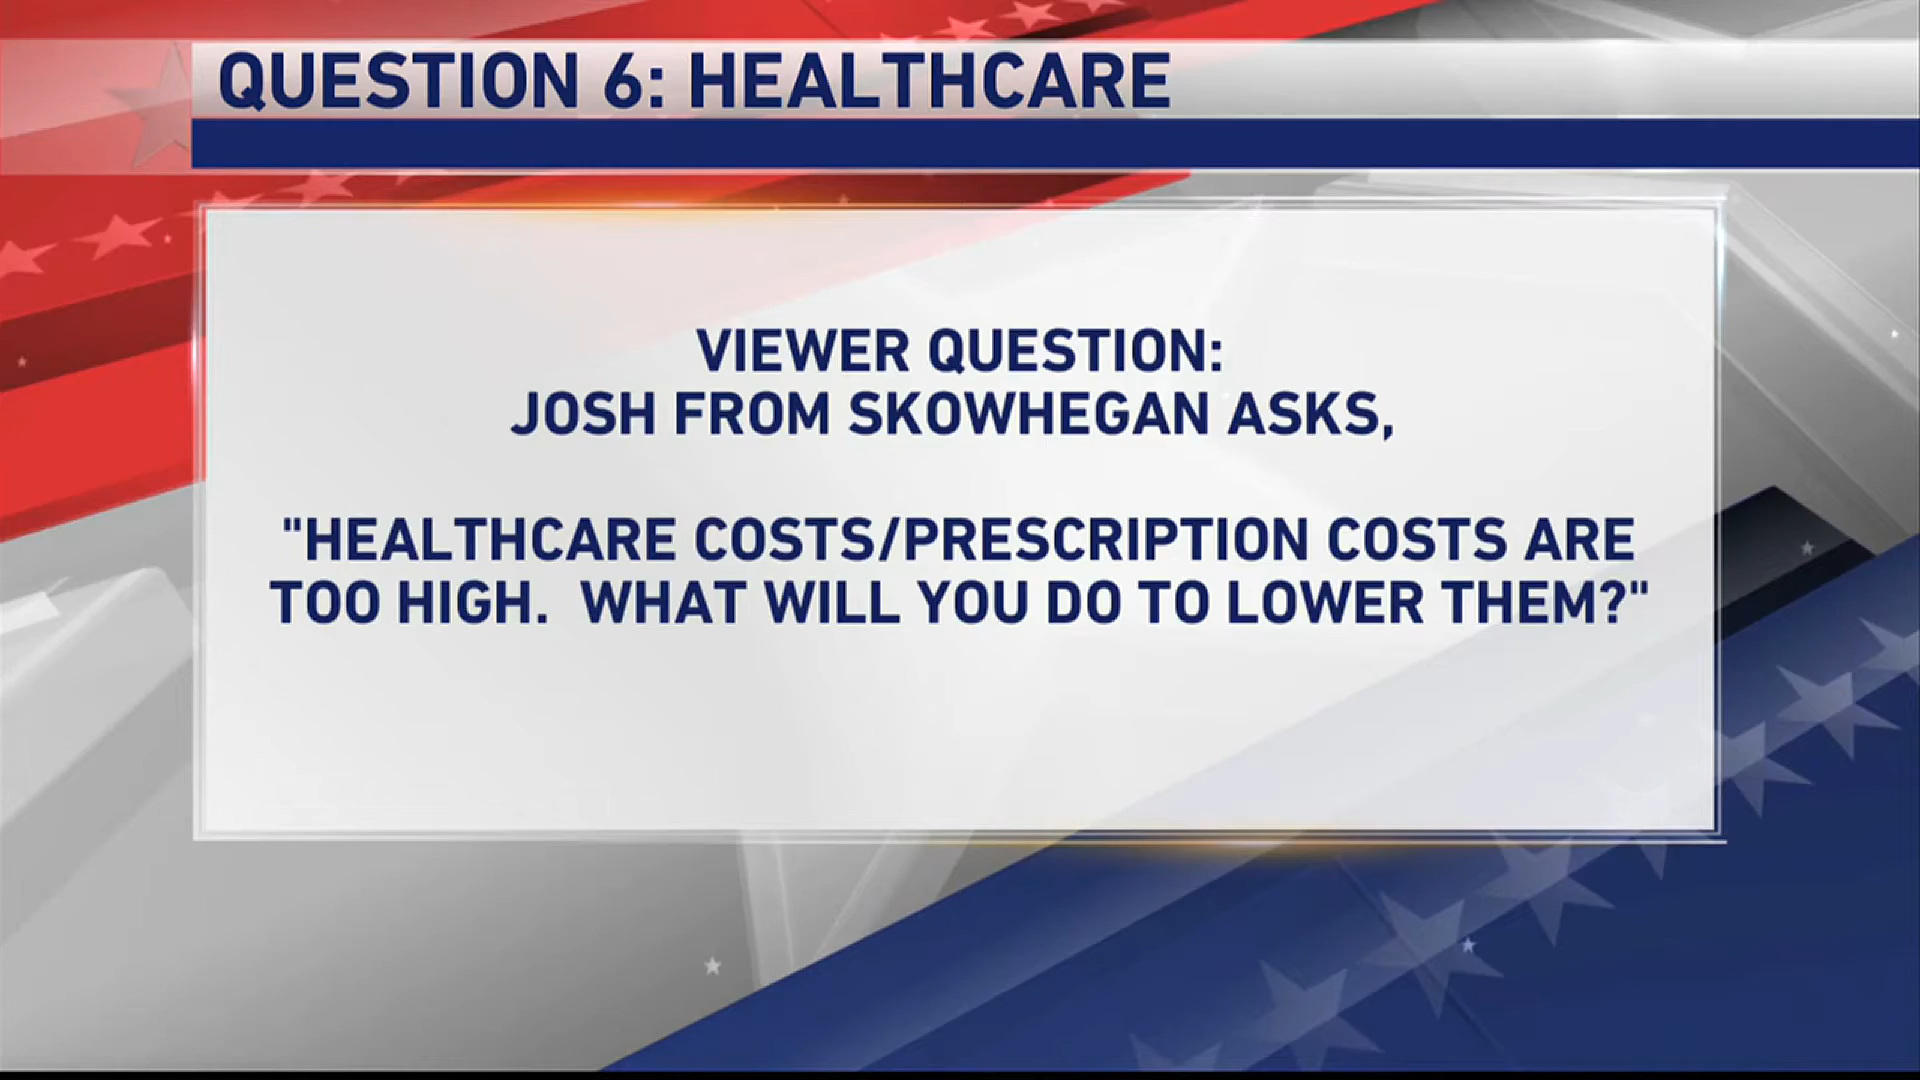 QUESTION 6: HEALTHCARE
VIEWER QUESTION:
JOSH FROM SKOWHEGAN ASKS,
"HEALTHCARE COSTS/PRESCRIPTION COSTS ARE
TOO HIGH.  WHAT WILL YOU DO TO LOWER THEM?"